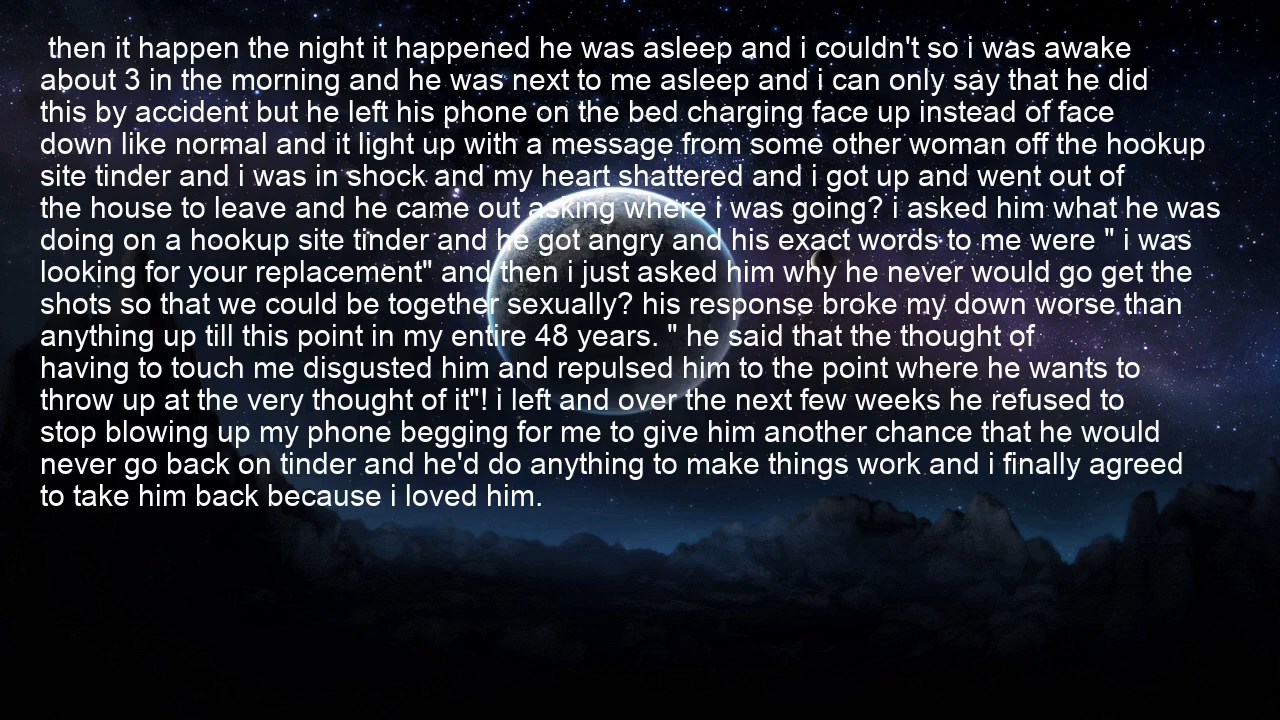 then it happen the night it happened he was asleep and i couldn't so i was awake
about 3 in the morning and he was next to me asleep and i can only say that he did
this by accident but he left his phone on the bed charging face up instead of face
down like normal and it light up with a message from some other woman off the hookup
site tinder and i was in shock and my heart shattered and i got up and went out of
the house to leave and he came out asking where i was going? i asked him what he was
doing on a hookup site tinder and he got angry and his exact words to me were " i was
looking for your replacement" and then i just asked him why he never would go get the
shots so that we could be together sexually? his response broke my down worse than
anything up till this point in my entire 48 years. " he said that the thought of
having to touch me disgusted him and repulsed him to the point where he wants to
throw up at the very thought of it"! i left and over the next few weeks he refused to
stop blowing up my phone begging for me to give him another chance that he would
never go back on tinder and he'd do anything to make things work and i finally agreed
to take him back because i loved him.